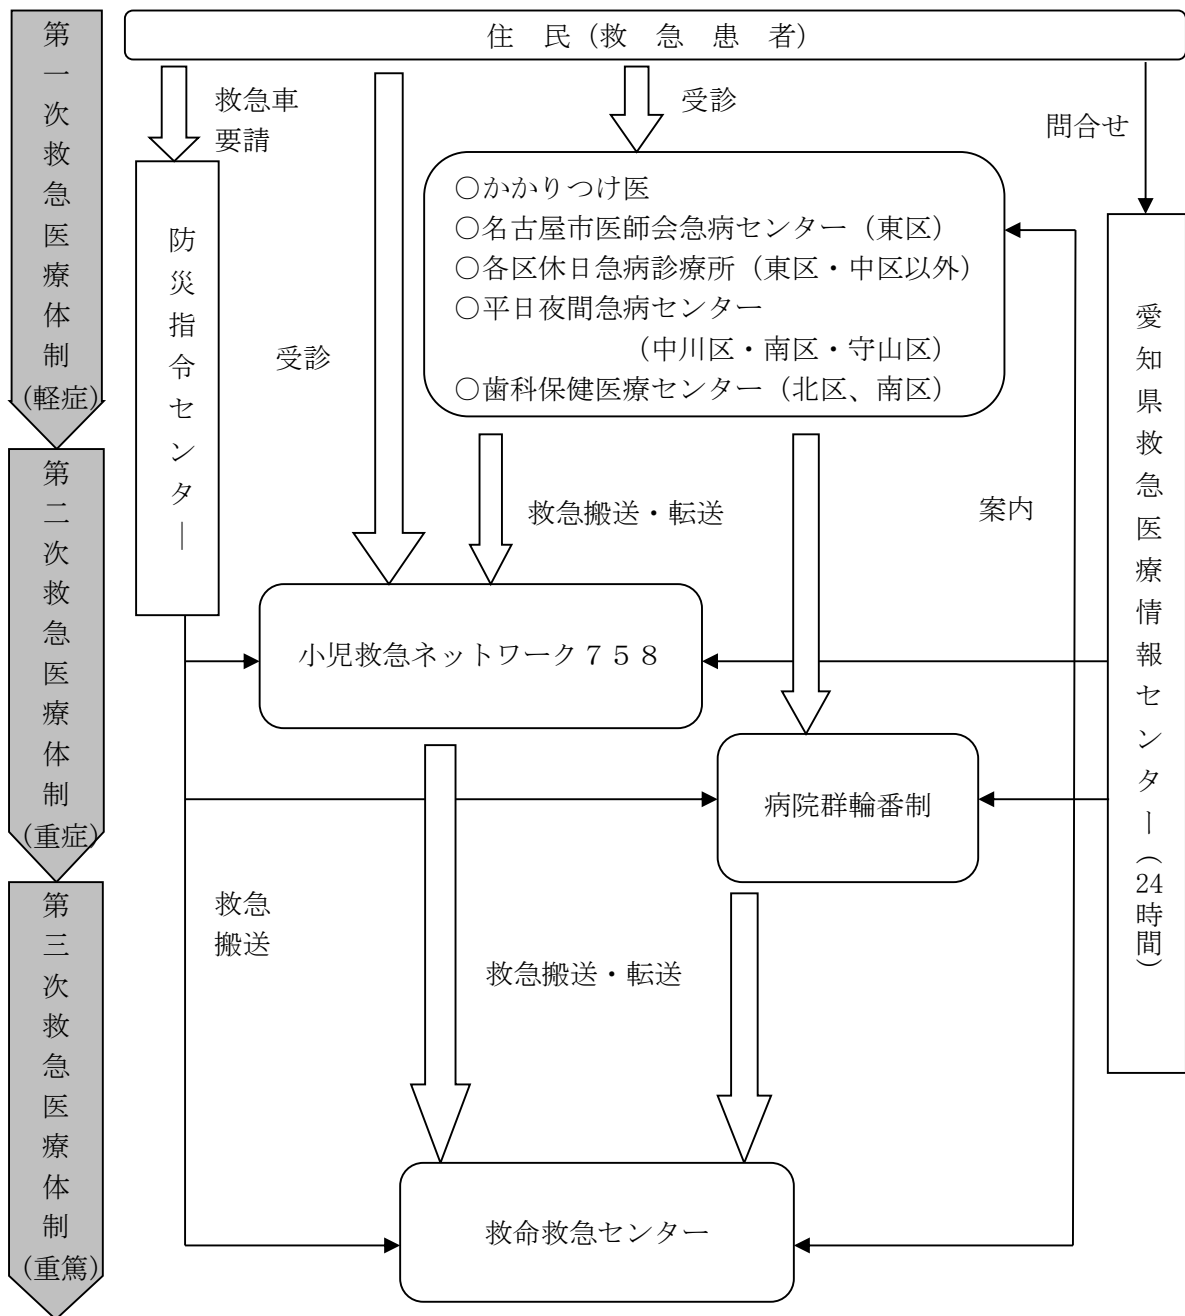 住 民（救 急 患 者）
第一次救急医療体制
(軽症)
救急車
要請
受診
問合せ
防災指令センター
受診
○かかりつけ医
○名古屋市医師会急病センター（東区）
○各区休日急病診療所（東区・中区以外）
○平日夜間急病センター
（中川区・南区・守山区）
○歯科保健医療センター（北区、南区）
愛知県救急医療情報センター（24時間）
第二次救急医療体制
(重症)
救急搬送・転送
案内
小児救急ネットワーク７５８
病院群輪番制
第三次救急医療体制
(重篤)
救急
搬送
救急搬送・転送
救命救急センター